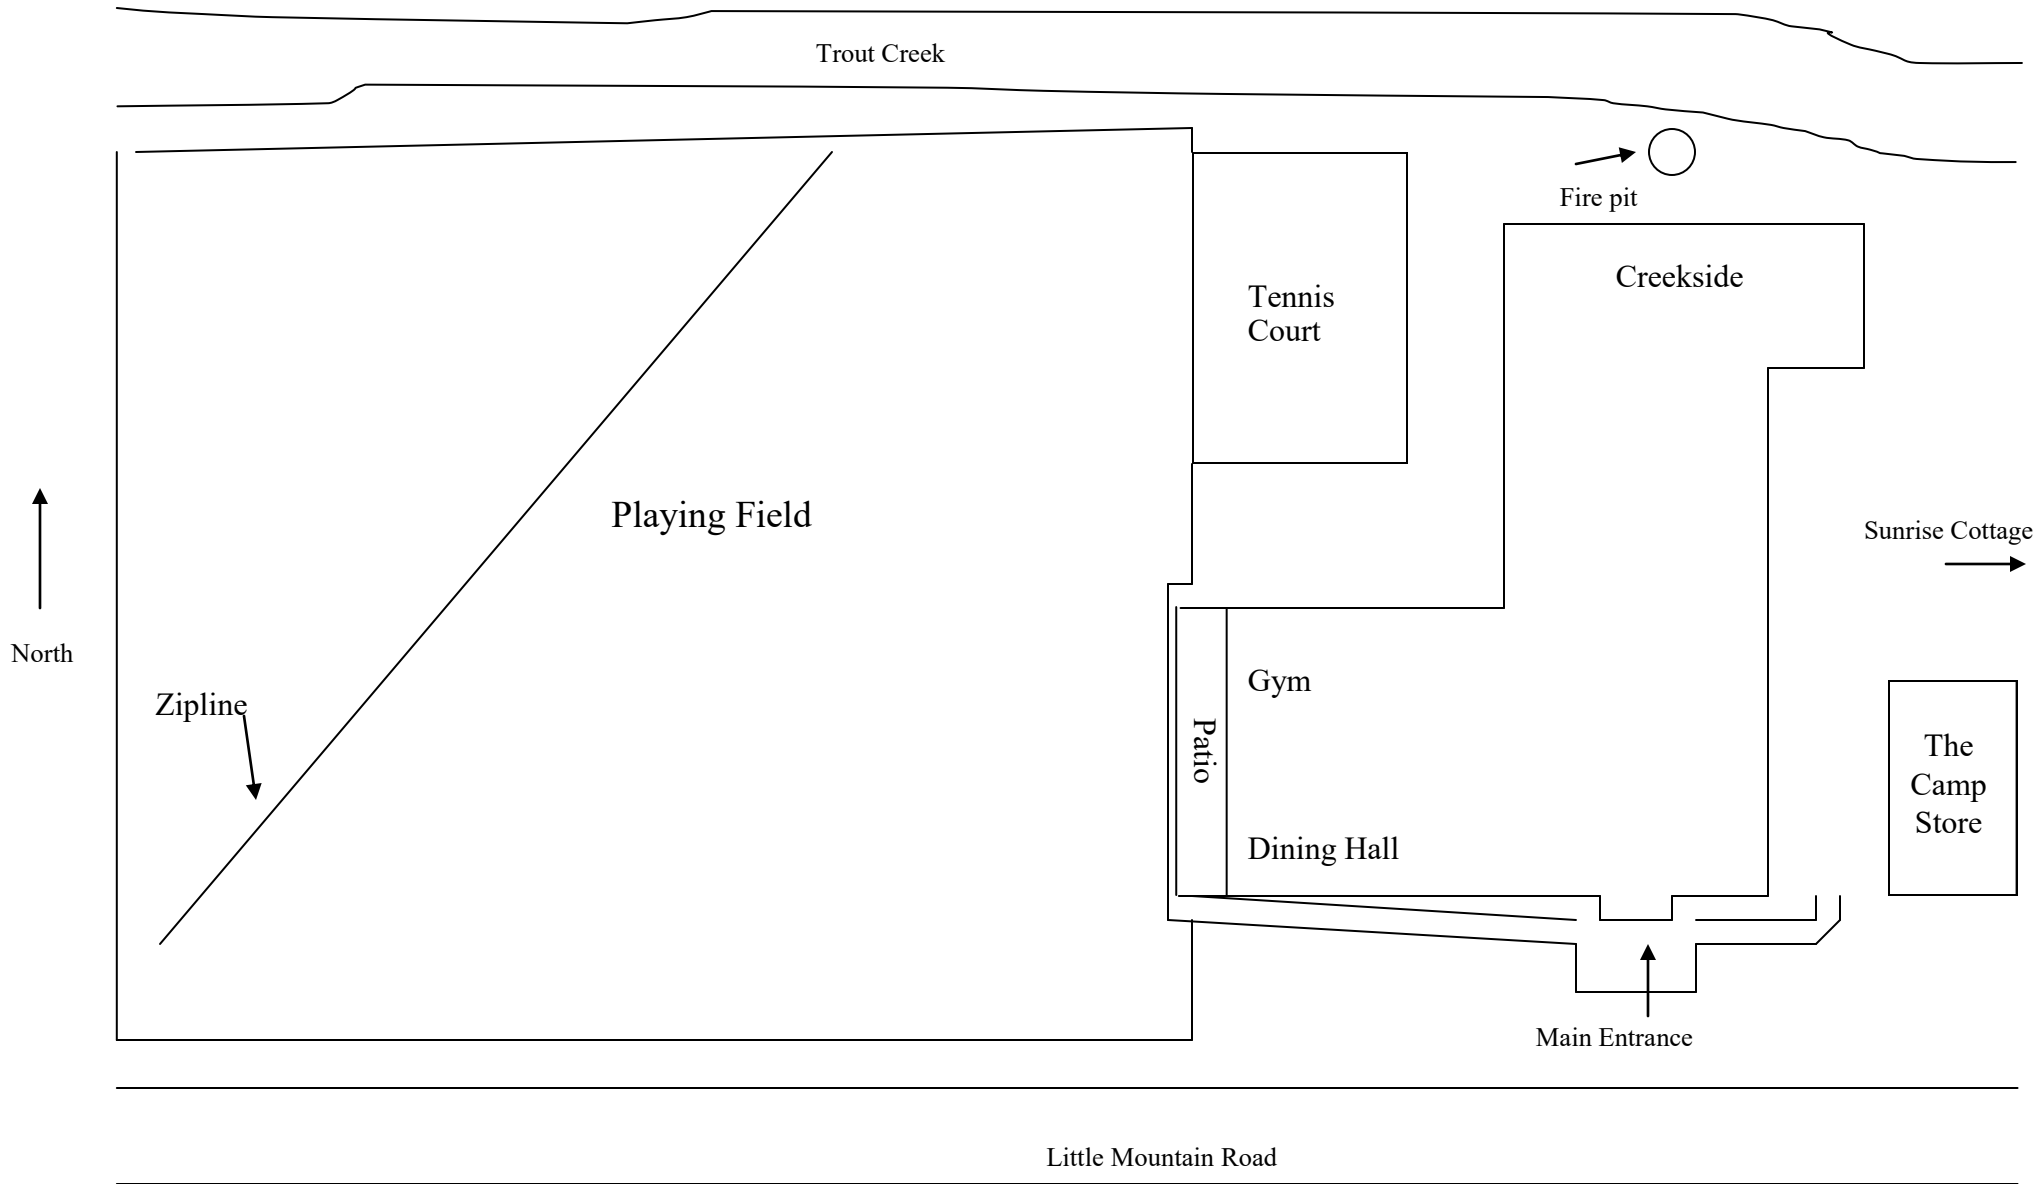 Trout Creek
Fire pit
Creekside
Tennis
Court
Playing Field
Sunrise Cottage
North
Gym
Zipline
Patio
The
Camp
Store
Dining Hall
Main Entrance
Little Mountain Road